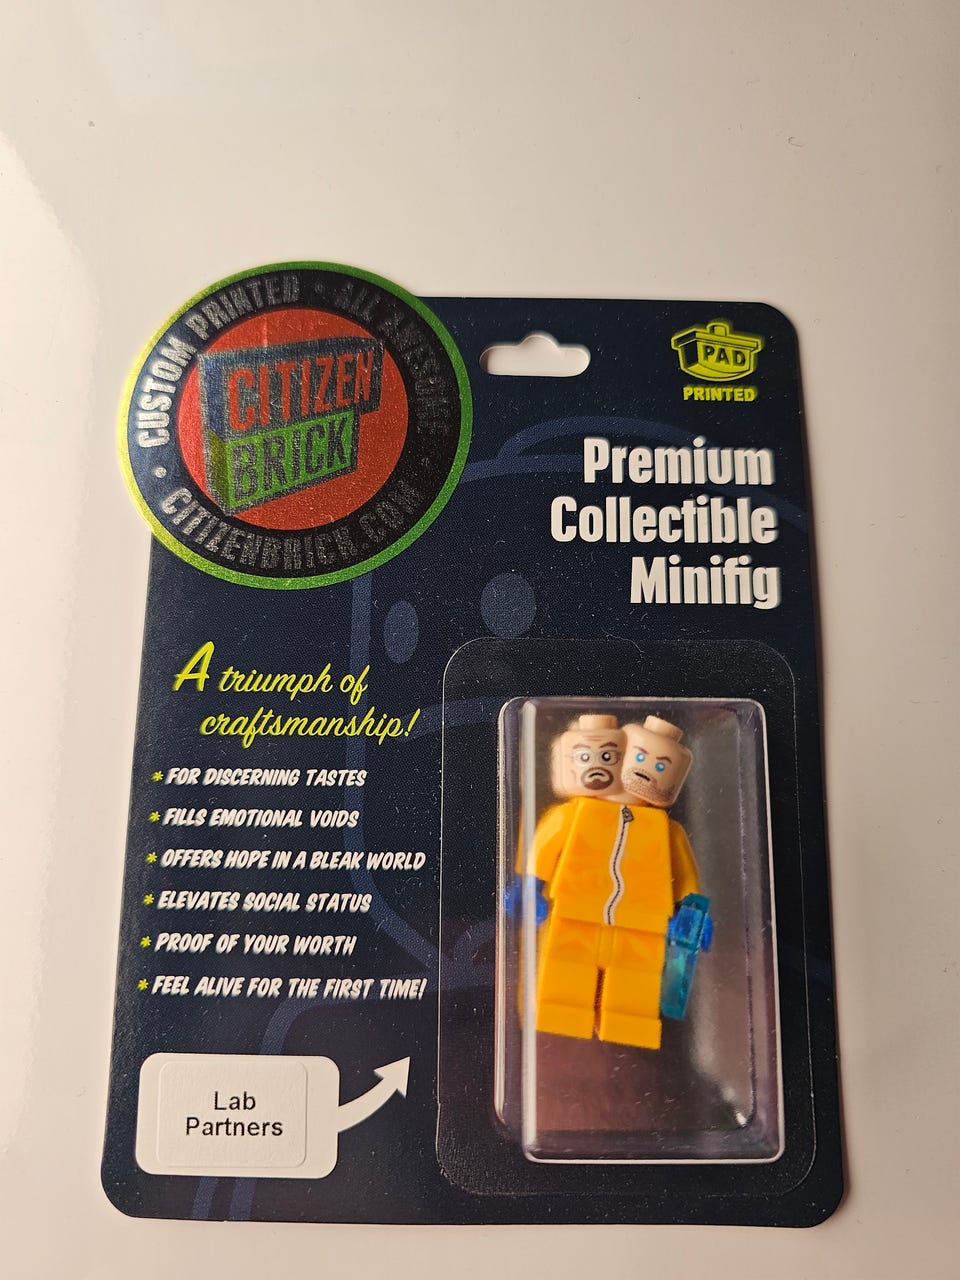 CUSTOM PRINTED • ALL AWESOME
• CITIZENBRICK.COM •
CITIZEN
BRICK
PAD
PRINTED
Premium
Collectible
Minifig
A triumph of
craftsmanship!
* FOR DISCERNING TASTES
* FILLS EMOTIONAL VOIDS
* OFFERS HOPE IN A BLEAK WORLD
* ELEVATES SOCIAL STATUS
* PROOF OF YOUR WORTH
* FEEL ALIVE FOR THE FIRST TIME!
Lab
Partners